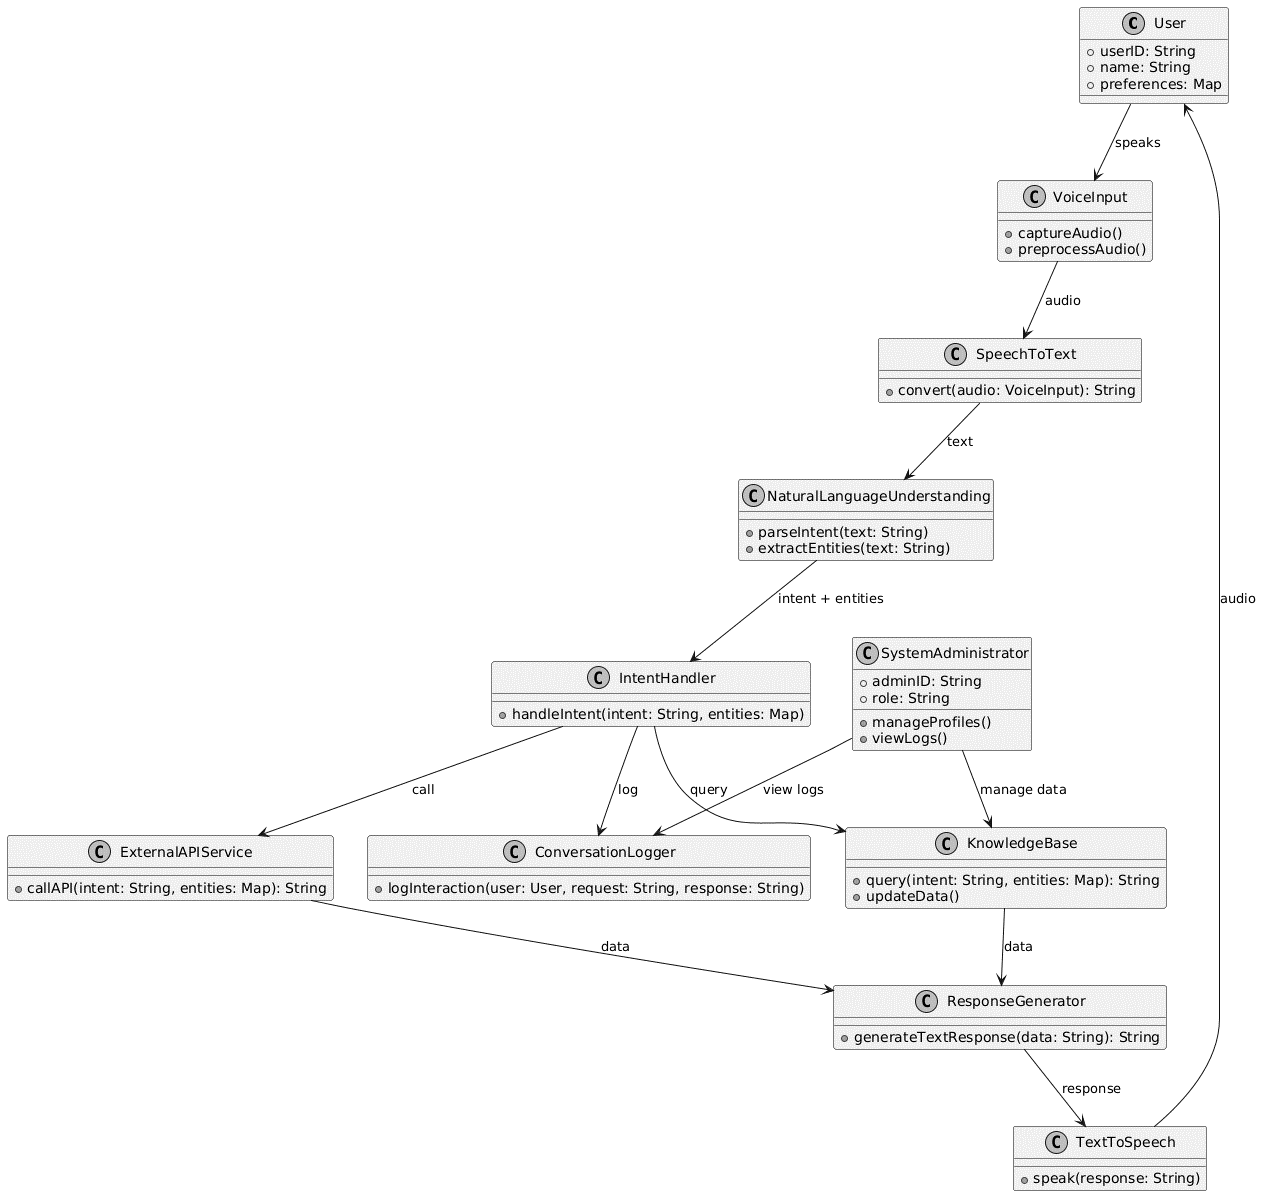 C User
userID: String
name: String
preferences: Map
speaks
C VoiceInput
captureAudio()
preprocessAudio()
audio
C SpeechToText
convert(audio: VoiceInput): String
text
C NaturalLanguageUnderstanding
parseIntent(text: String)
extractEntities(text: String)
intent + entities
audio
C IntentHandler
handleIntent(intent: String, entities: Map)
C SystemAdministrator
adminID: String
role: String
manageProfiles()
viewLogs()
call
log
query
view logs
manage data
C ExternalAPIService
callAPI(intent: String, entities: Map): String
C ConversationLogger
logInteraction(user: User, request: String, response: String)
C KnowledgeBase
query(intent: String, entities: Map): String
updateData()
data
data
C ResponseGenerator
generateTextResponse(data: String): String
response
C TextToSpeech
speak(response: String)